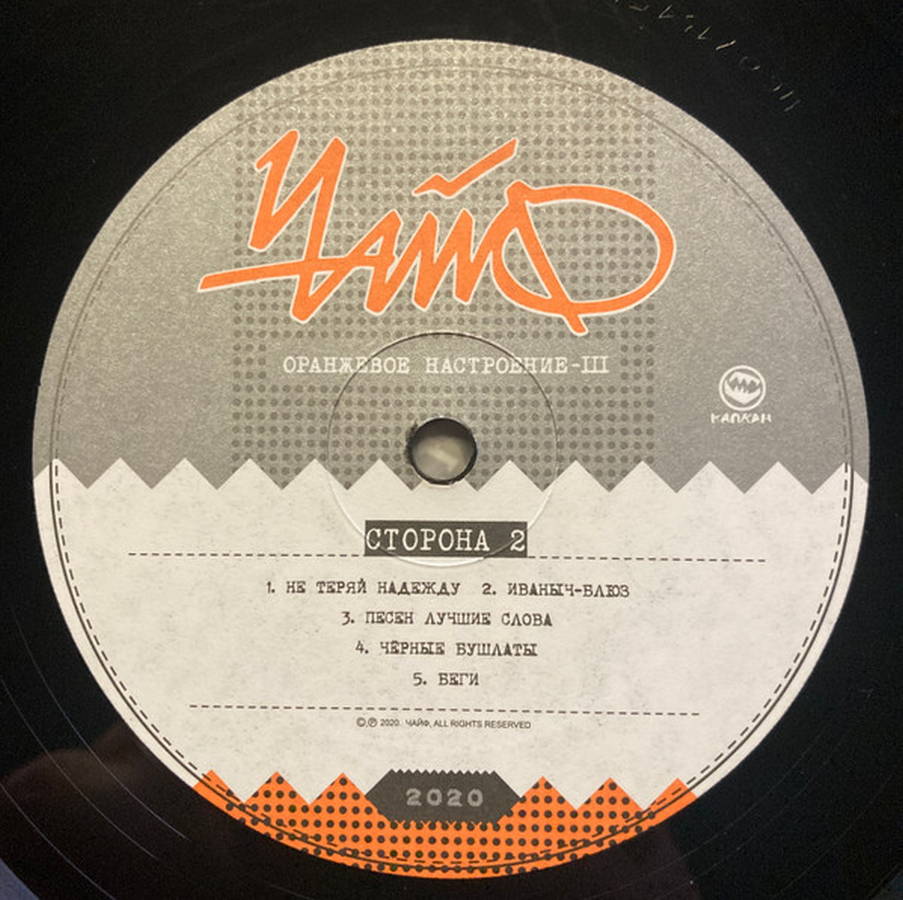 Чайф
ОРАНЖЕВОЕ НАСТРОЕНИЕ-III
КАПКАН
СТОРОНА 2
1. НЕ ТЕРЯЙ НАДЕЖДУ 2. ИВАНЫЧ-БЛЮЗ
3. ПЕСЕН ЛУЧШИЕ СЛОВА
4. ЧЁРНЫЕ БУШЛАТЫ
5. БЕГИ
©,℗ 2020. ЧАЙФ, ALL RIGHTS RESERVED
2020